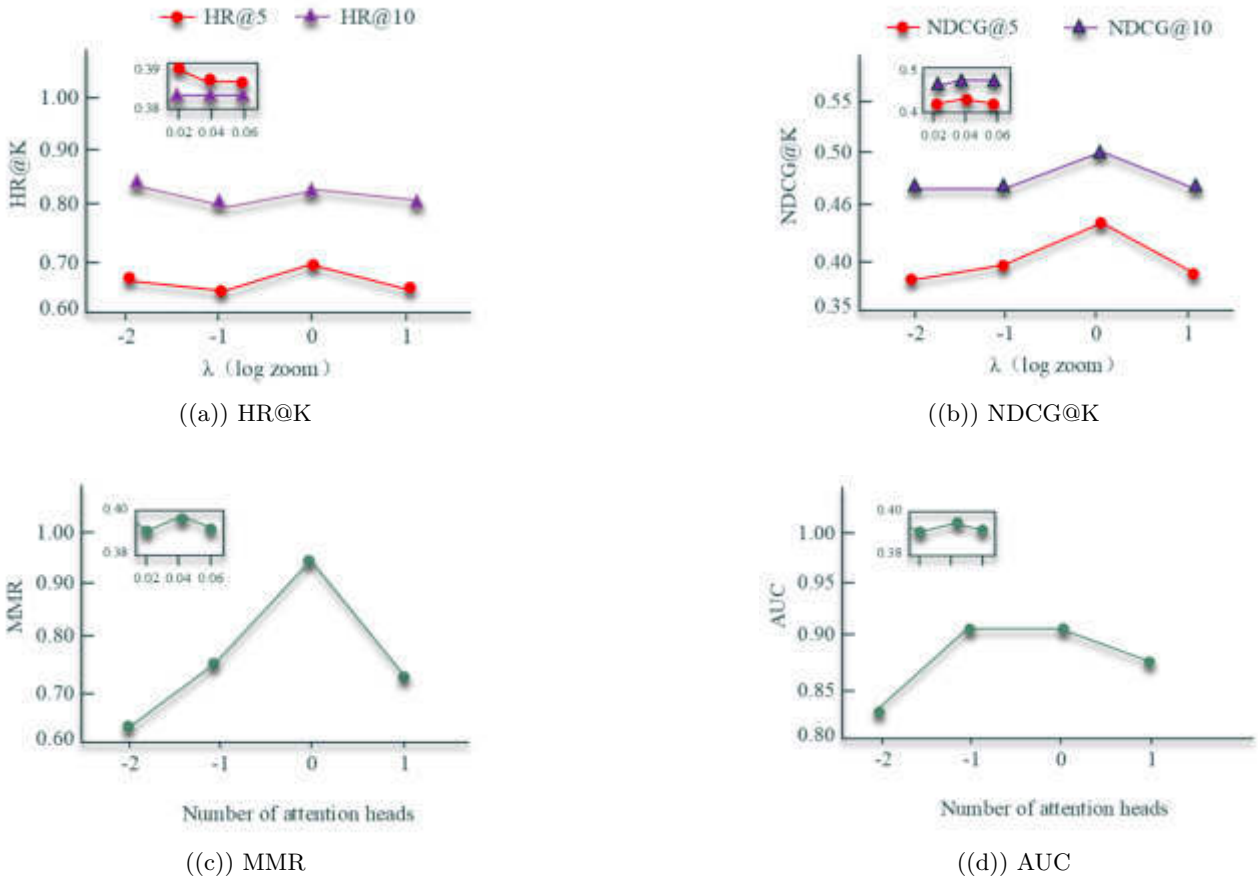 HR@5 HR@10
1.00
0.90
0.80
0.70
0.60
HR@K
0.39
0.38
0.02 0.04 0.06
-2 -1 0 1
λ（log zoom）
((a)) HR@K
NDCG@5 NDCG@10
0.55
0.50
0.46
0.40
0.35
NDCG@K
0.5
0.4
0.02 0.04 0.06
-2 -1 0 1
λ（log zoom）
((b)) NDCG@K
1.00
0.90
0.80
0.70
0.60
MMR
0.40
0.38
0.02 0.04 0.06
-2 -1 0 1
Number of attention heads
((c)) MMR
1.00
0.95
0.90
0.85
0.80
AUC
0.40
-2 -1 0 1
Number of attention heads
((d)) AUC